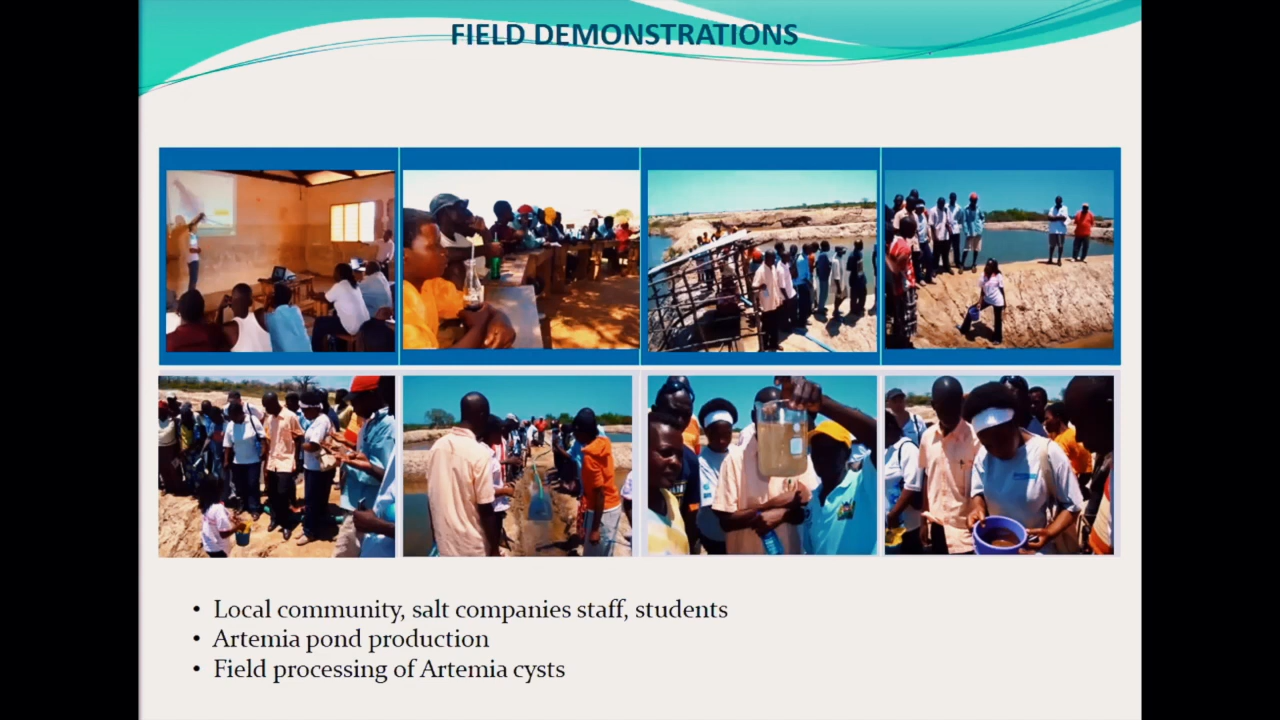 FIELD DEMONSTRATIONS
• Local community, salt companies staff, students
• Artemia pond production
• Field processing of Artemia cysts